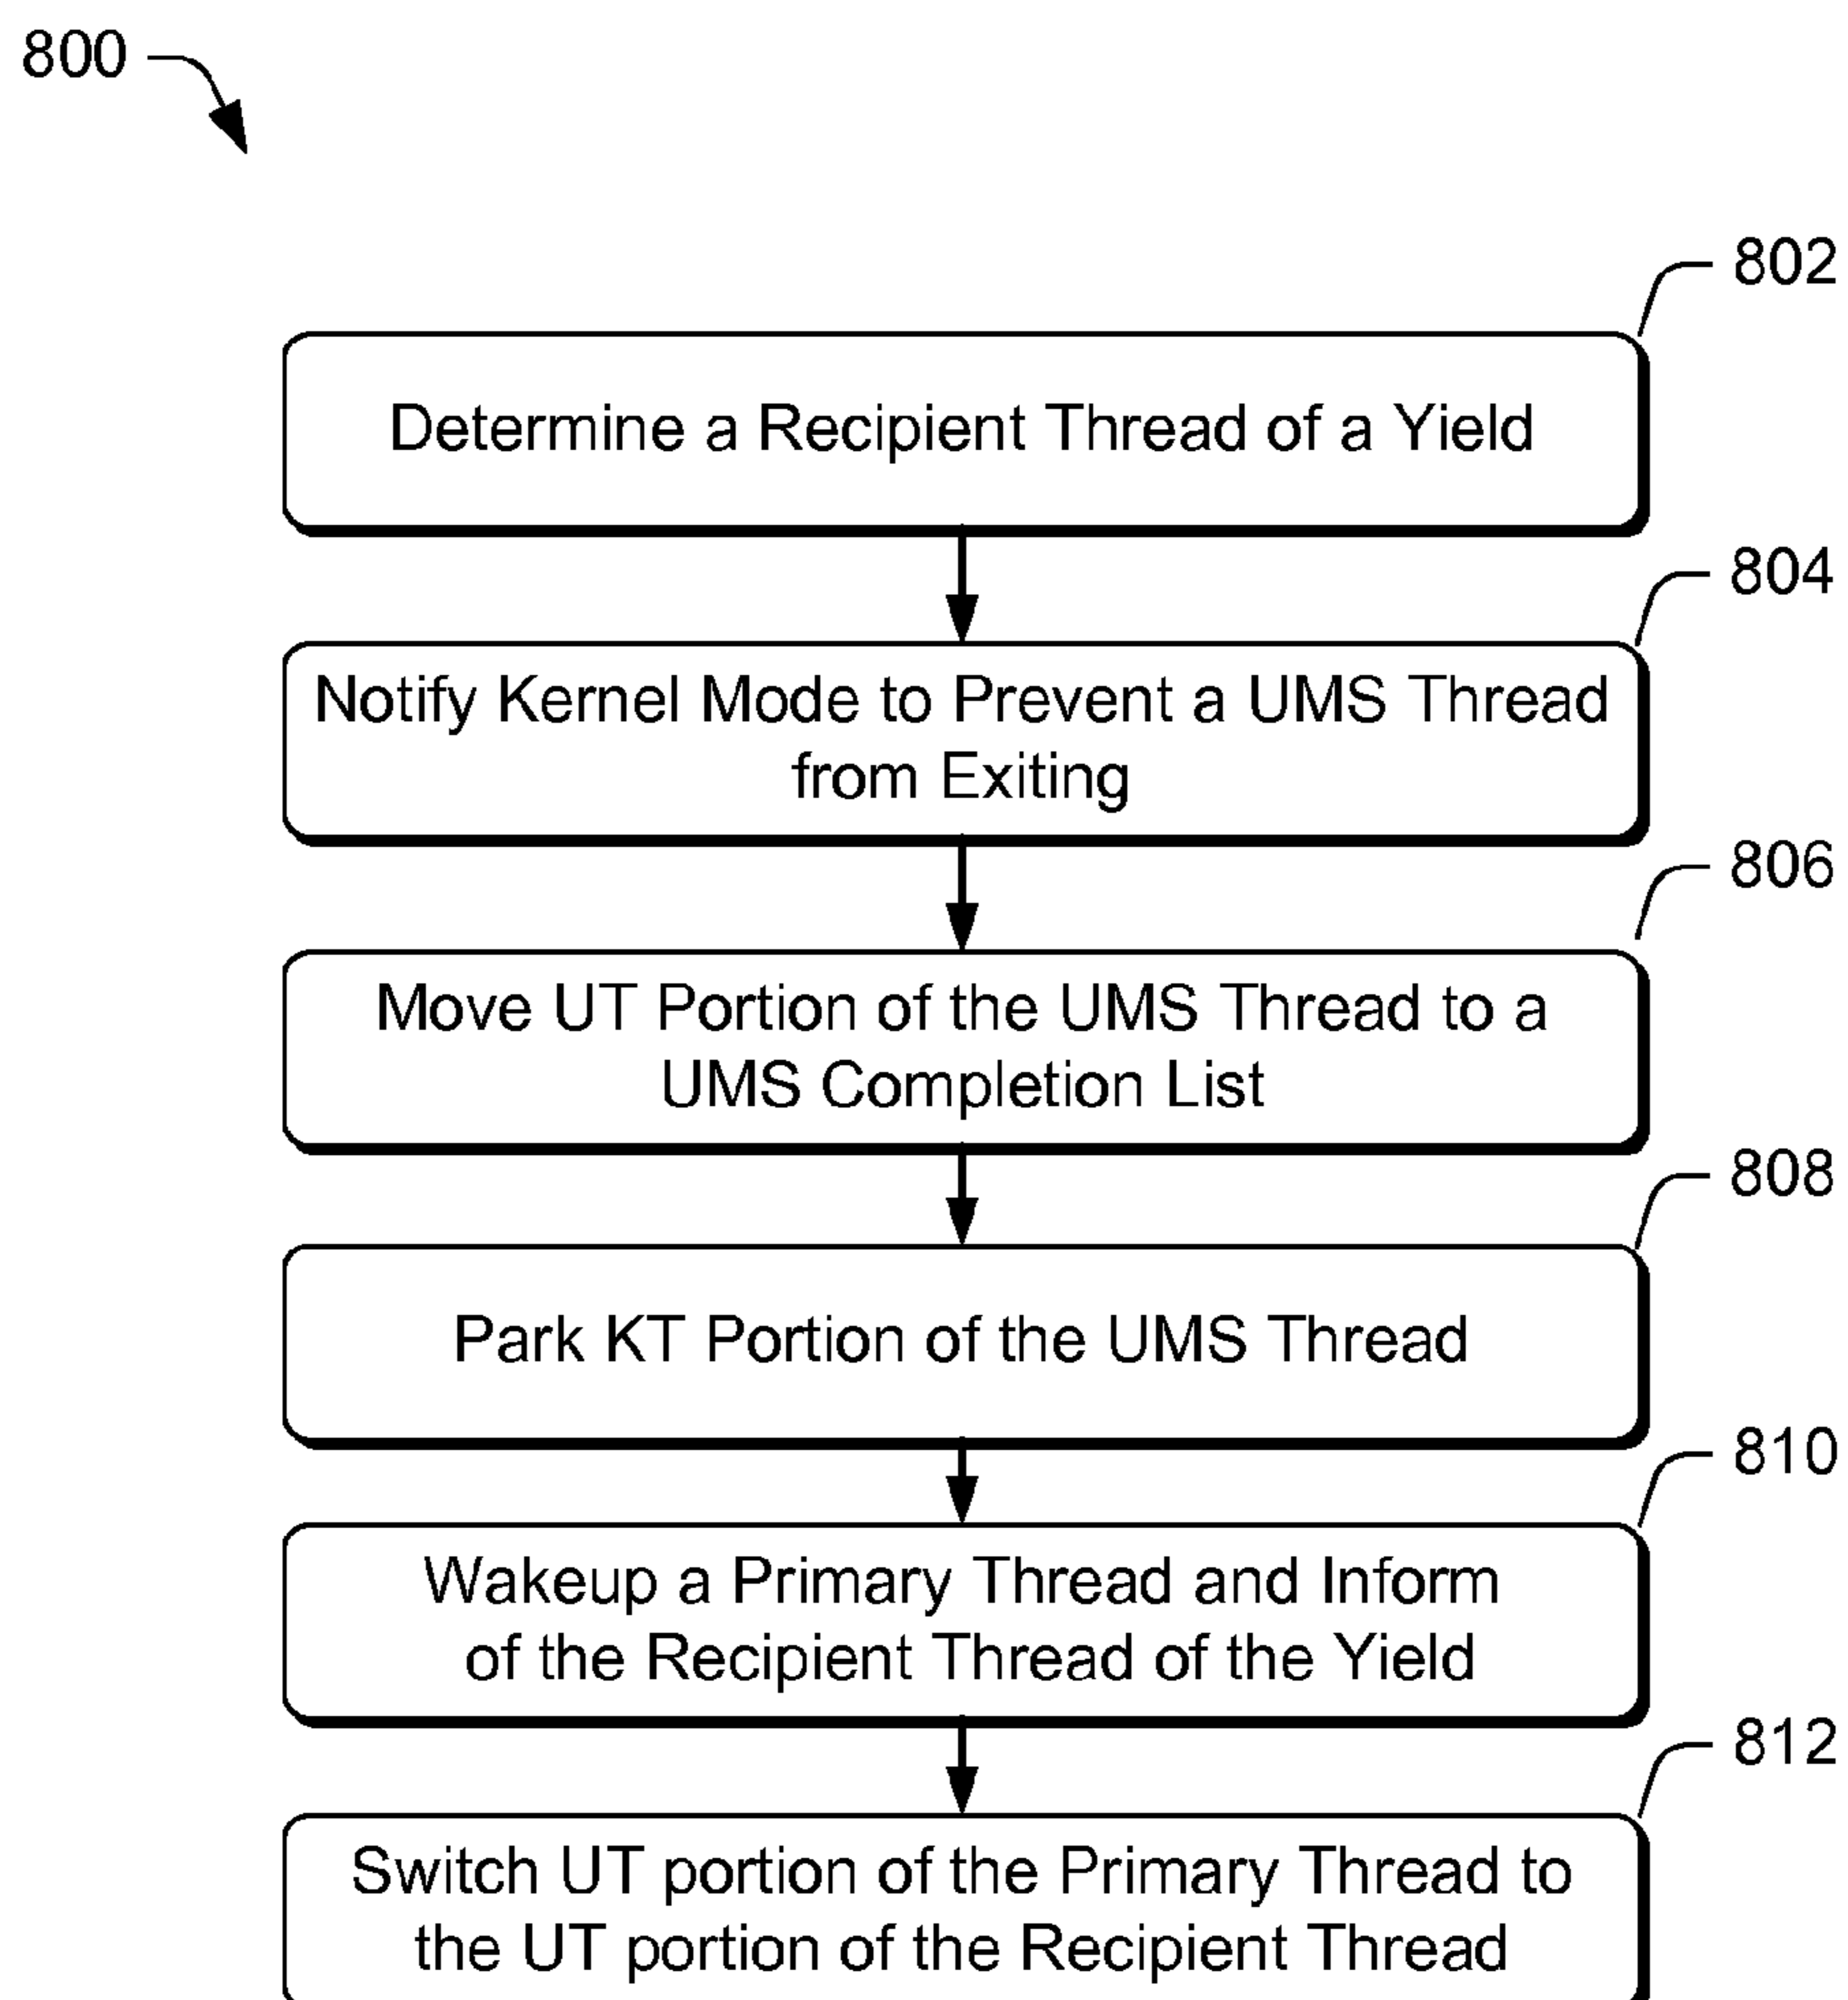 800
802
Determine a Recipient Thread of a Yield
804
Notify Kernel Mode to Prevent a UMS Thread
from Exiting
806
Move UT Portion of the UMS Thread to a
UMS Completion List
808
Park KT Portion of the UMS Thread
810
Wakeup a Primary Thread and Inform
of the Recipient Thread of the Yield
812
Switch UT portion of the Primary Thread to
the UT portion of the Recipient Thread